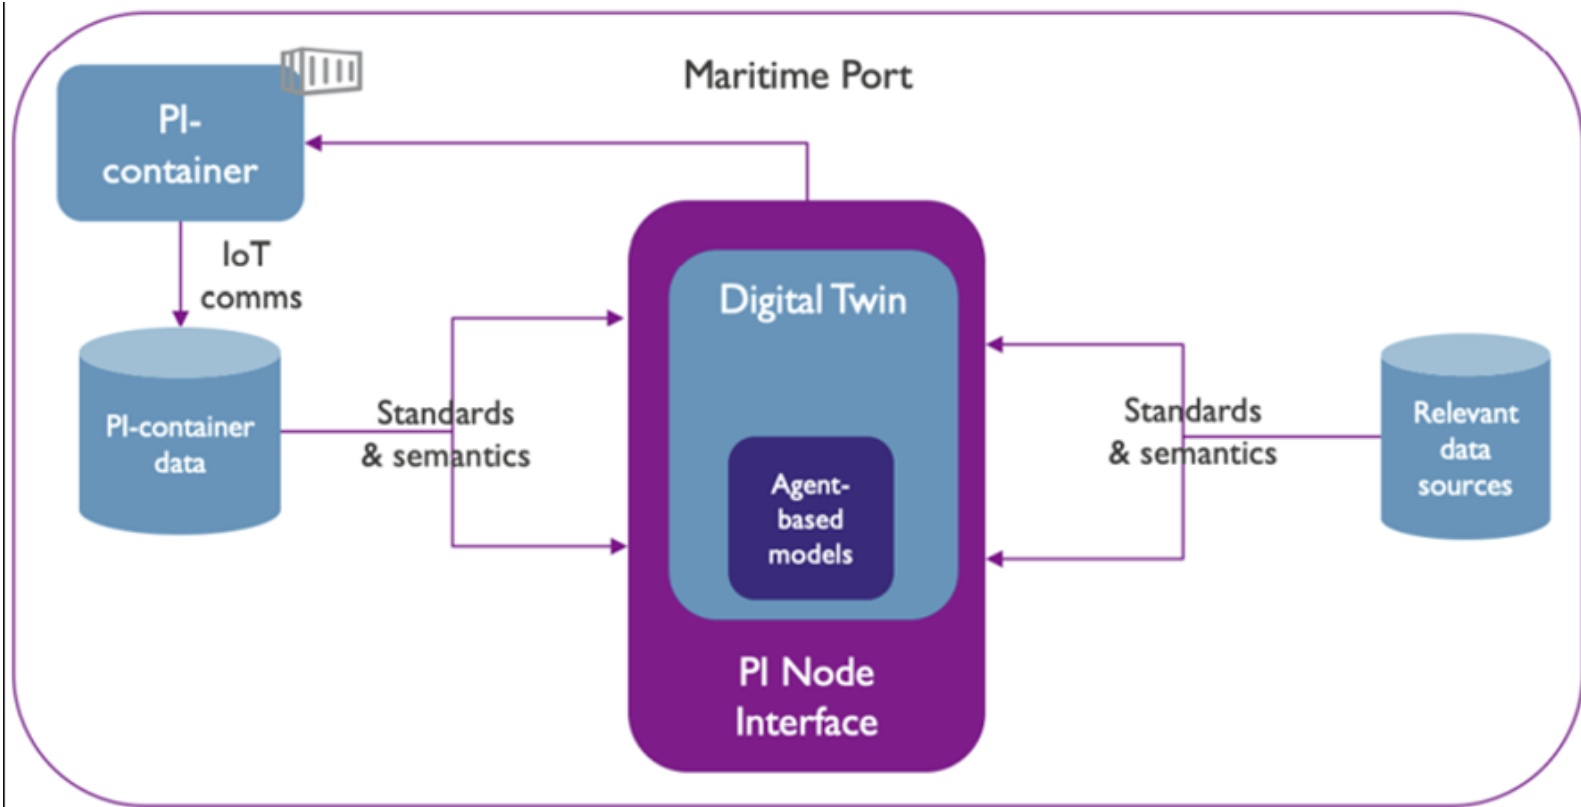 Maritime Port
PI-
container
IoT
comms
PI-container
data
Standards
& semantics
Digital Twin
Agent-
based
models
PI Node
Interface
Standards
& semantics
Relevant
data
sources